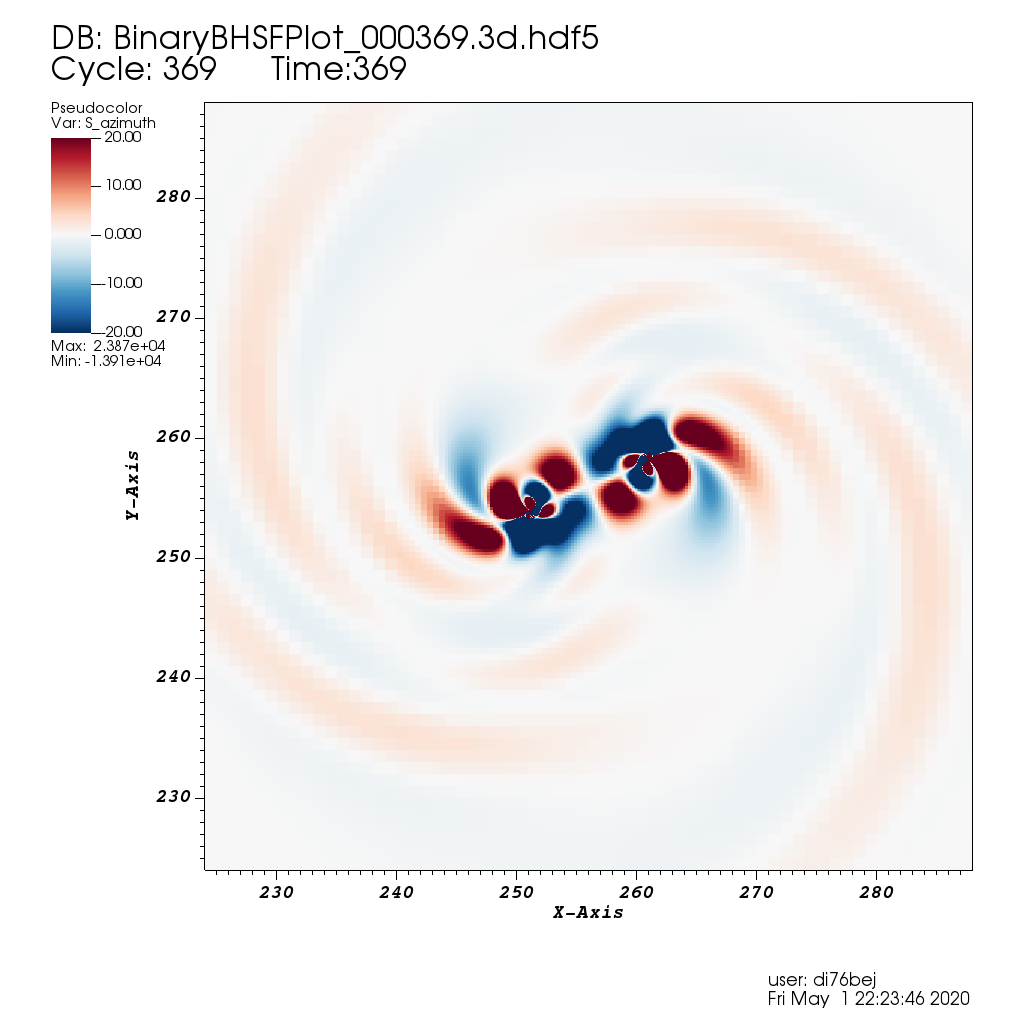 DB: BinaryBHSFPlot_000369.3d.hdf5
Cycle: 369 Time:369
Pseudocolor
Var: S_azimuth
20.00
10.00
0.000
-10.00
-20.00
Max: 2.387e+04
Min: -1.391e+04
280
270
260
250
240
230
Y-Axis
230 240 250 260 270 280
X-Axis
user: di76bej
Fri May 1 22:23:46 2020